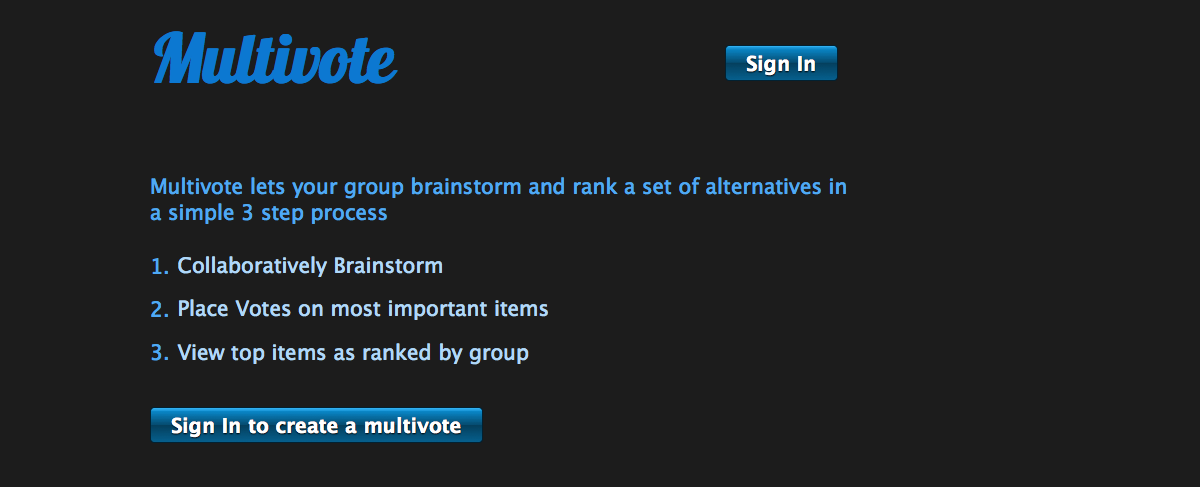 Multivote
Sign In
Multivote lets your group brainstorm and rank a set of alternatives in
a simple 3 step process
1. Collaboratively Brainstorm
2. Place Votes on most important items
3. View top items as ranked by group
Sign In to create a multivote